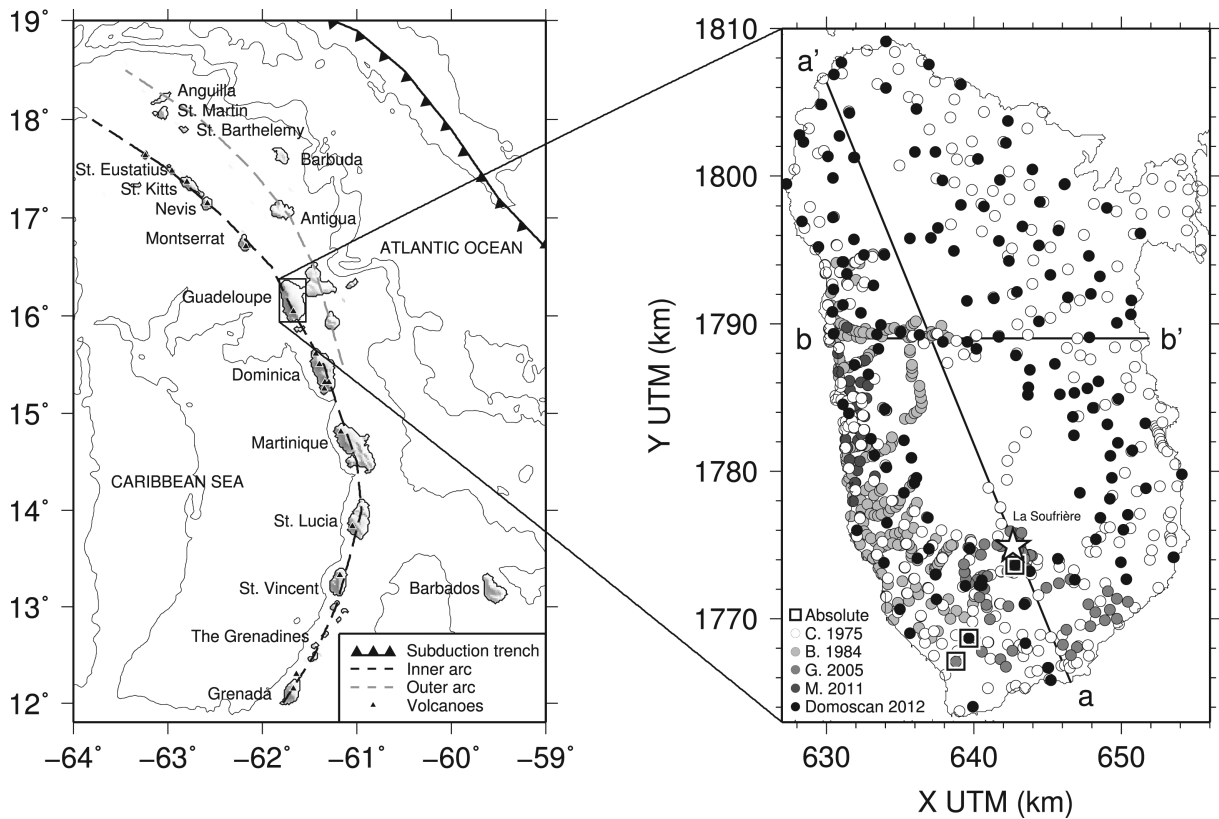 19°
18°
17°
16°
15°
14°
13°
12°
−64
−63˚
−62˚
−61˚
−60˚
−59˚
Anguilla
St. Martin
St. Barthelemy
Barbuda
St. Eustatius
St. Kitts
Nevis
Antigua
Montserrat
ATLANTIC OCEAN
Guadeloupe
Dominica
Martinique
CARIBBEAN SEA
St. Lucia
St. Vincent
Barbados
The Grenadines
Grenada
Subduction trench
Inner arc
Outer arc
Volcanoes
1810
1800
1790
1780
1770
Y UTM (km)
630
640
650
X UTM (km)
a'
b
b'
La Soufrière
a
Absolute
C. 1975
B. 1984
G. 2005
M. 2011
Domoscan 2012